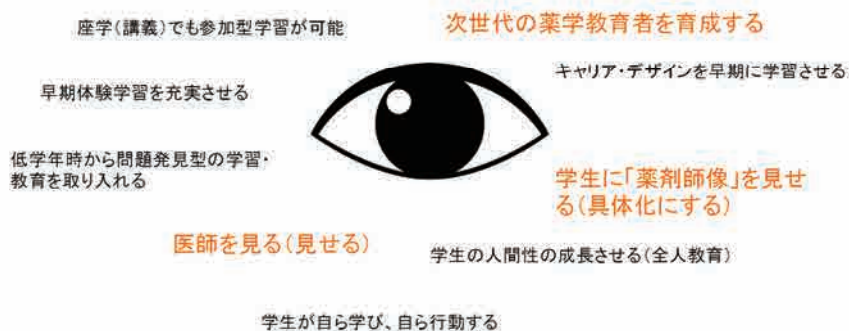 座学(講義)でも参加型学習が可能
次世代の薬学教育者を育成する
キャリア・デザインを早期に学習させる
早期体験学習を充実させる
低学年時から問題発見型の学習・
教育を取り入れる
学生に「薬剤師像」を見せ
る(具体化にする)
医師を見る(見せる)
学生の人間性の成長させる(全人教育)
学生が自ら学び、自ら行動する